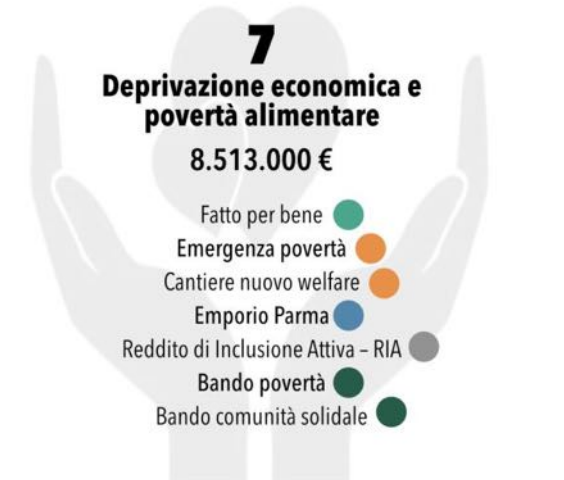 7
Deprivazione economica e
povertà alimentare
8.513.000 €
Fatto per bene
Emergenza povertà
Cantiere nuovo welfare
Emporio Parma
Reddito di Inclusione Attiva – RIA
Bando povertà
Bando comunità solidale